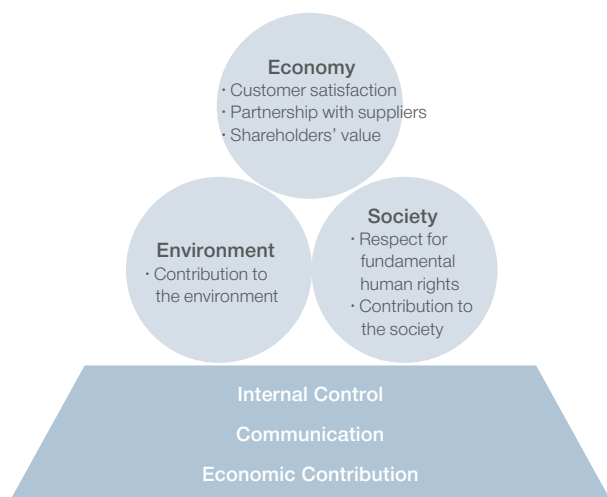 Economy
・Customer satisfaction
・Partnership with suppliers
・Shareholders’ value
Environment
・Contribution to
the environment
Society
・Respect for
fundamental
human rights
・Contribution to
the society
Internal Control
Communication
Economic Contribution